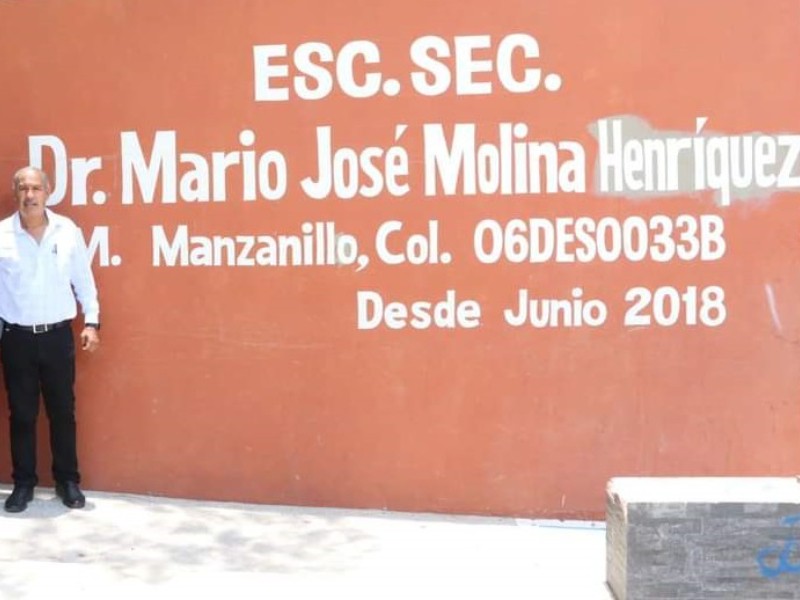 ESC. SEC.
Dr. Mario José Molina Henríquez
M. Manzanillo, Col. 06DES0033B
Desde Junio 2018